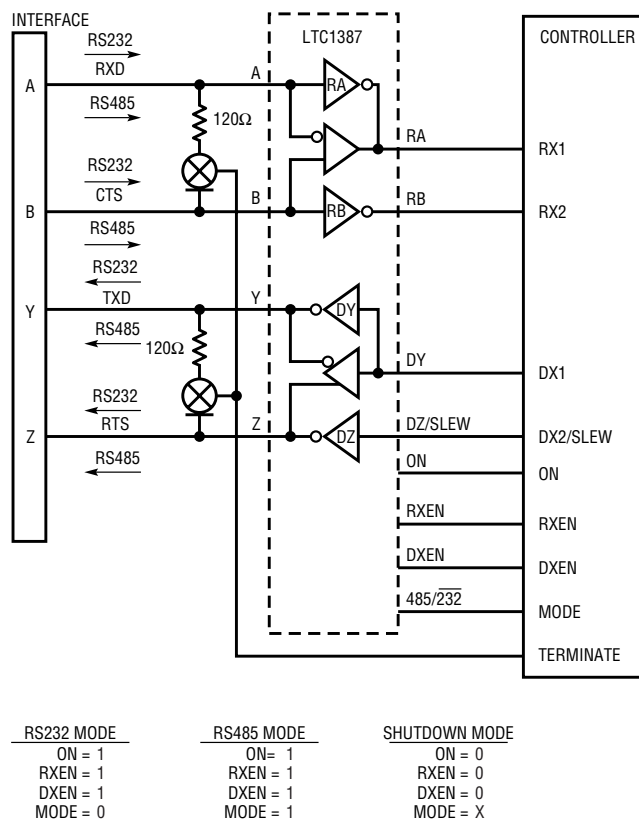 INTERFACE
RS232
RXD
A
A
RS485
120Ω
RS232
CTS
B
B
RS485
RS232
TXD
Y
Y
RS485
120Ω
RS232
RTS
Z
Z
RS485
LTC1387
RA
RA
RB
RB
DY
DY
DZ
DZ/SLEW
ON
RXEN
DXEN
485/2̅3̅2̅
CONTROLLER
RX1
RX2
DX1
DX2/SLEW
ON
RXEN
DXEN
MODE
TERMINATE
RS232 MODE
ON = 1
RXEN = 1
DXEN = 1
MODE = 0
RS485 MODE
ON= 1
RXEN = 1
DXEN = 1
MODE = 1
SHUTDOWN MODE
ON = 0
RXEN = 0
DXEN = 0
MODE = X